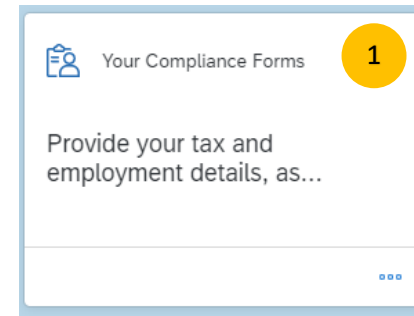 Your Compliance Forms
1
Provide your tax and
employment details, as...